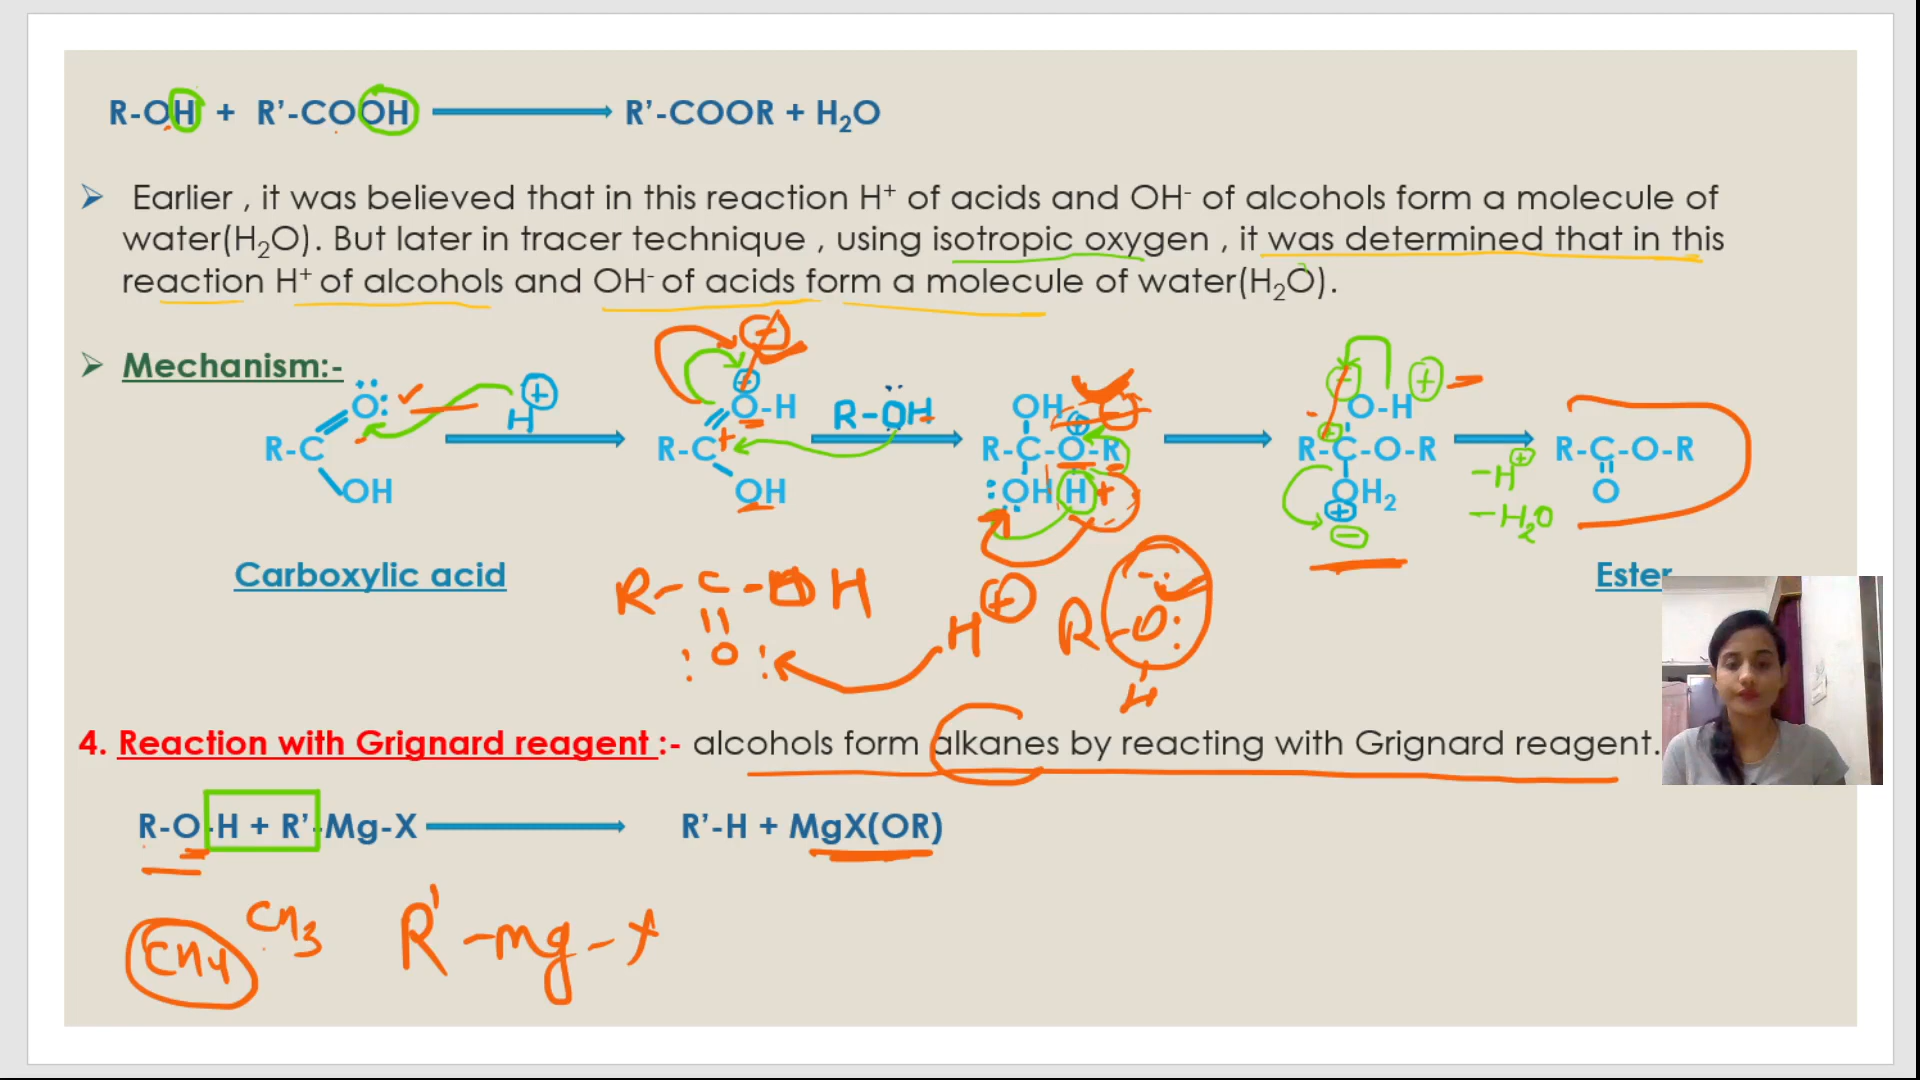 R-OH + R’-COOH R’-COOR + H₂O
Earlier , it was believed that in this reaction H⁺ of acids and OH⁻ of alcohols form a molecule of
water(H₂O). But later in tracer technique , using isotropic oxygen , it was determined that in this
reaction H⁺ of alcohols and OH⁻ of acids form a molecule of water(H₂O).
Mechanism:-
O: H⊕ ⊕ O-H R-ÖH OH ⊕ ⊖ O-H ⊕
R-C R-C + R-C-O-R R-C-O-R R-C-O-R
OH OH :OH H + OH₂ ⊕ ⊖ -H⊕ O
-H₂O
Carboxylic acid Ester
R-C-OH H⊕ R-O:
:O: H
4. Reaction with Grignard reagent :- alcohols form alkanes by reacting with Grignard reagent.
R-O-H + R’-Mg-X R’-H + MgX(OR)
CH₃ R'-mg-x
CH4